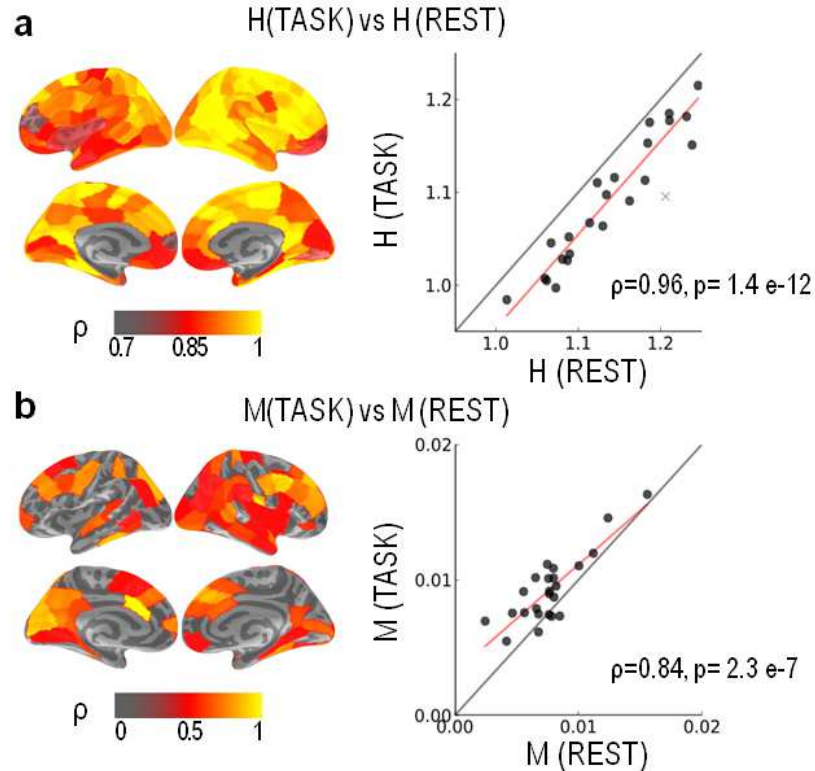 a
H(TASK) vs H(REST)
1.2
1.1
1.0
H (TASK)
1.0 1.1 1.2
H (REST)
ρ=0.96, p= 1.4 e-12
ρ
0.7 0.85 1
b
M(TASK) vs M(REST)
0.02
0.01
0.00
M (TASK)
0.00 0.01 0.02
M (REST)
ρ=0.84, p= 2.3 e-7
ρ
0 0.5 1